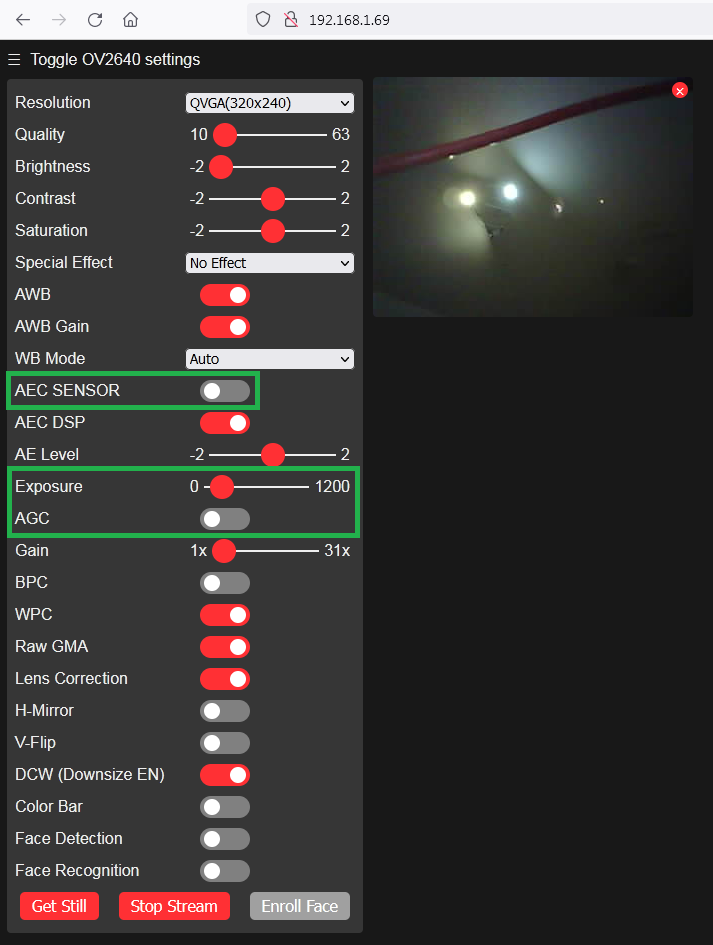 192.168.1.69
Toggle OV2640 settings
Resolution QVGA(320x240)
Quality 10 63
Brightness -2 2
Contrast -2 2
Saturation -2 2
Special Effect No Effect
AWB
AWB Gain
WB Mode Auto
AEC SENSOR
AEC DSP
AE Level -2 2
Exposure 0 1200
AGC
Gain 1x 31x
BPC
WPC
Raw GMA
Lens Correction
H-Mirror
V-Flip
DCW (Downsize EN)
Color Bar
Face Detection
Face Recognition
Get Still Stop Stream Enroll Face